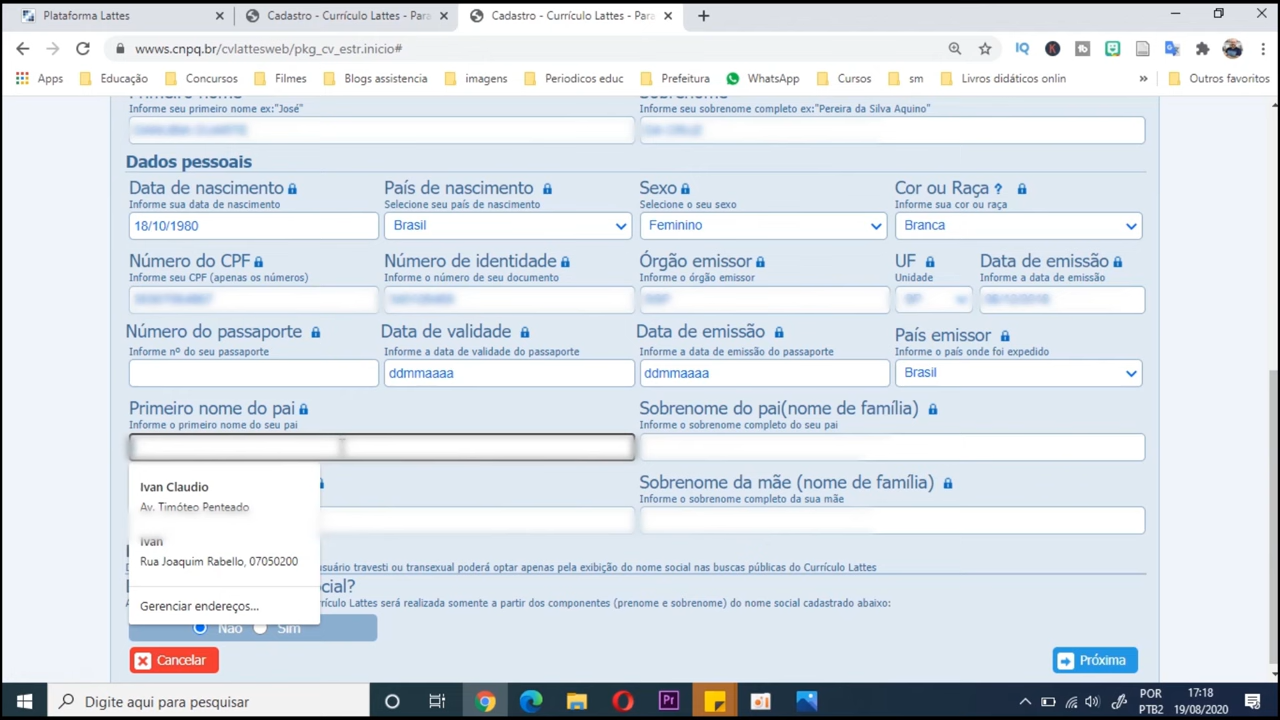 Plataforma Lattes
Cadastro - Currículo Lattes - Para
Cadastro - Currículo Lattes - Para
wwws.cnpq.br/cvlattesweb/pkg_cv_estr.inicio#
Apps Educação Concursos Filmes Blogs assistencia imagens Periodicos educ Prefeitura WhatsApp Cursos sm Livros didáticos onlin » Outros favoritos
Primeiro nome Sobrenome
Informe seu primeiro nome ex:"José" Informe seu sobrenome completo ex:"Pereira da Silva Aquino"
Dados pessoais
Data de nascimento País de nascimento Sexo Cor ou Raça ?
Informe sua data de nascimento Selecione seu país de nascimento Selecione o seu sexo Informe sua cor ou raça
18/10/1980 Brasil Feminino Branca
Número do CPF Número de identidade Órgão emissor UF Data de emissão
Informe seu CPF (apenas os números) Informe o número de seu documento Informe o órgão emissor Unidade Informe a data de emissão
Número do passaporte Data de validade Data de emissão País emissor
Informe nº do seu passaporte Informe a data de validade do passaporte Informe a data de emissão do passaporte Informe o país onde foi expedido
ddmmaaaa ddmmaaaa Brasil
Primeiro nome do pai Sobrenome do pai(nome de família)
Informe o primeiro nome do seu pai Informe o sobrenome completo do seu pai
Ivan Claudio Sobrenome da mãe (nome de família)
Av. Timóteo Penteado Informe o sobrenome completo da sua mãe
Ivan
Rua Joaquim Rabello, 07050200 usuário travesti ou transexual poderá optar apenas pela exibição do nome social nas buscas públicas do Currículo Lattes
social?
Gerenciar endereços... Currículo Lattes será realizada somente a partir dos componentes (prenome e sobrenome) do nome social cadastrado abaixo:
Não Sim
Cancelar Próxima
Digite aqui para pesquisar
POR 17:18
PTB2 19/08/2020